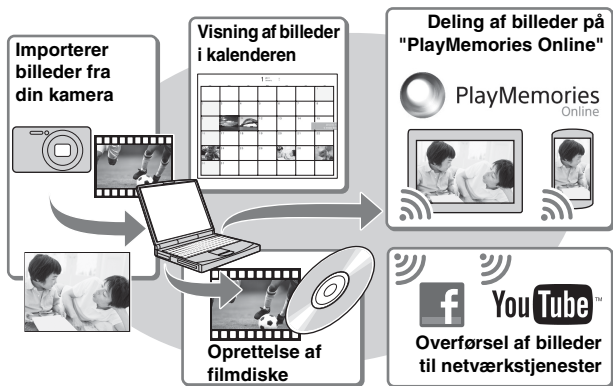 Importerer
billeder fra
din kamera
Visning af billeder
i kalenderen
Deling af billeder på
"PlayMemories Online"
PlayMemories
Online
Oprettelse af
filmdiske
f
You Tube™
Overførsel af billeder
til netværkstjenester